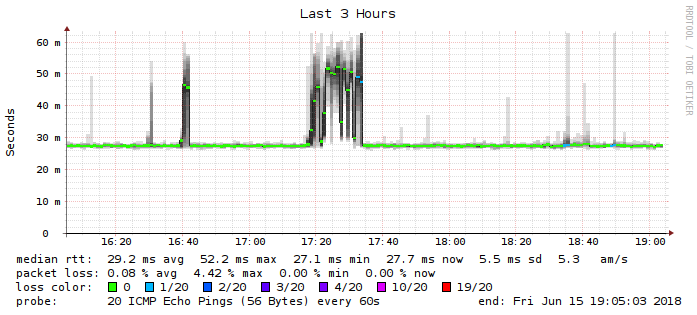 Last 3 Hours
RRDTOOL / TOBI OETIKER
Seconds
60 m
50 m
40 m
30 m
20 m
10 m
0
16:20 16:40 17:00 17:20 17:40 18:00 18:20 18:40 19:00
median rtt: 29.2 ms avg 52.2 ms max 27.1 ms min 27.7 ms now 5.5 ms sd 5.3 am/s
packet loss: 0.08 % avg 4.42 % max 0.00 % min 0.00 % now
loss color: 0 1/20 2/20 3/20 4/20 10/20 19/20
probe: 20 ICMP Echo Pings (56 Bytes) every 60s end: Fri Jun 15 19:05:03 2018